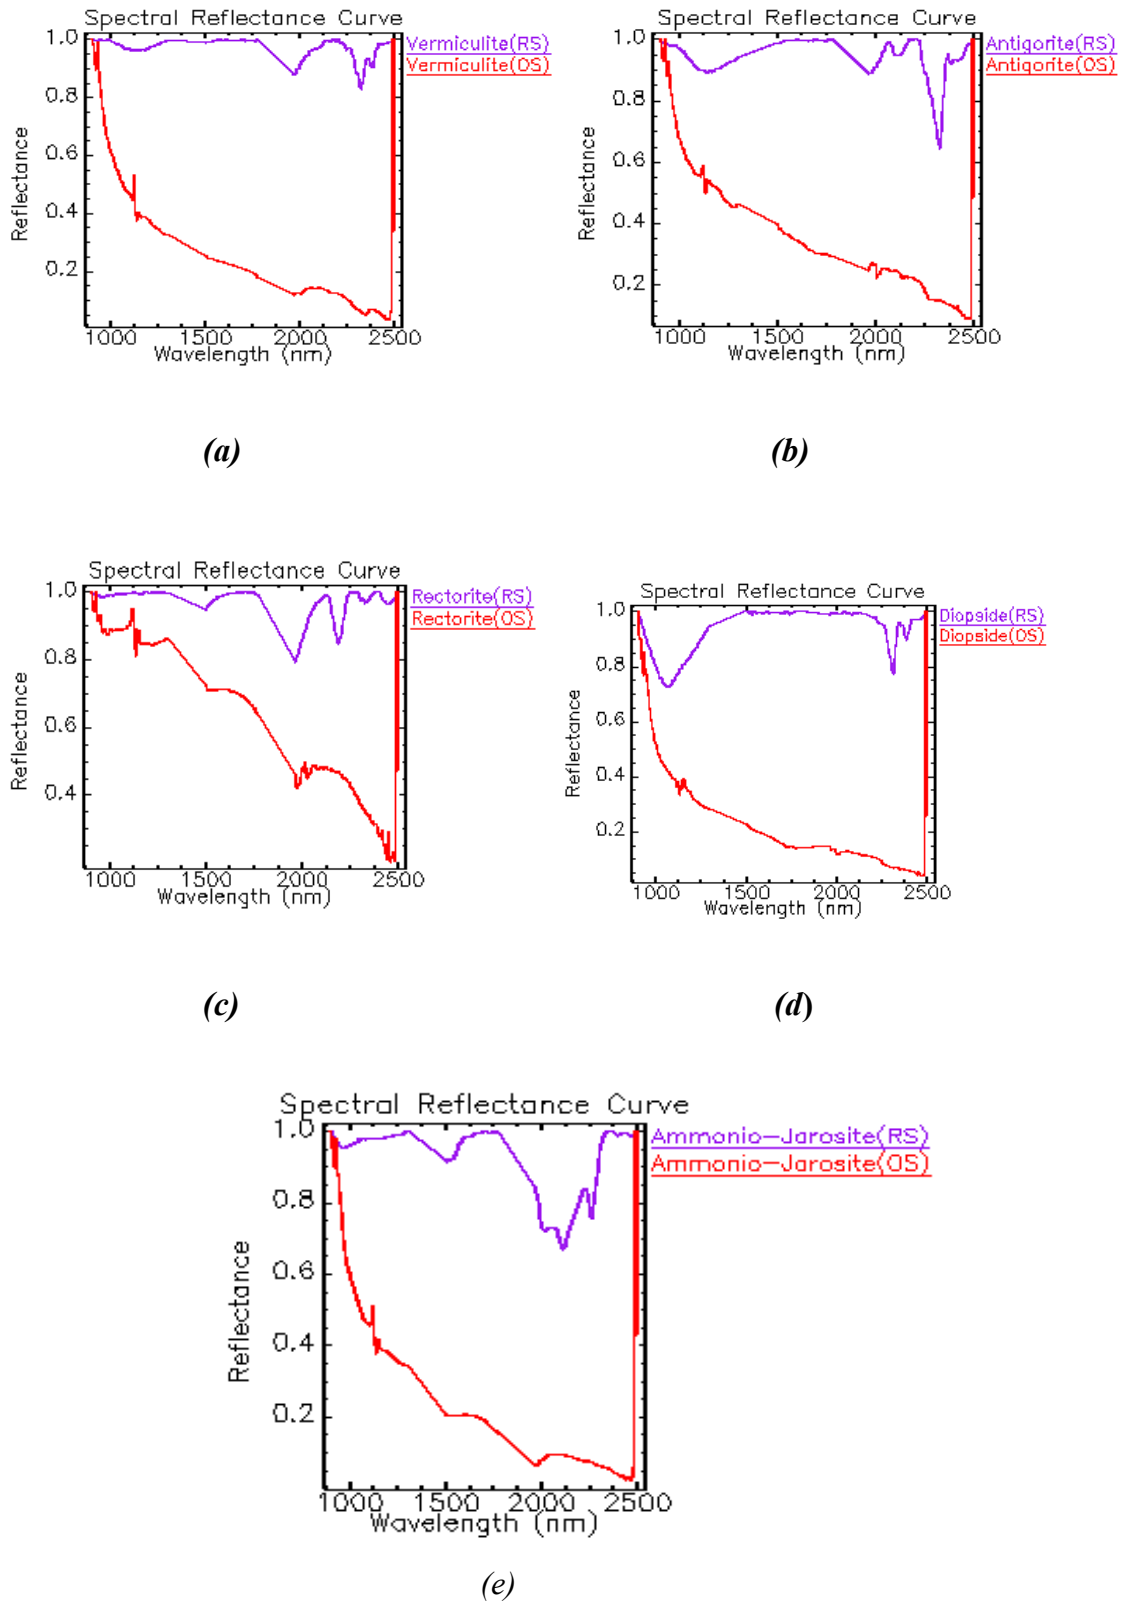 Spectral Reflectance Curve
Vermiculite(RS)
Vermiculite(OS)
1.0
0.8
0.6
0.4
0.2
Reflectance
1000 1500 2000 2500
Wavelength (nm)
(a)
Spectral Reflectance Curve
Antigorite(RS)
Antigorite(OS)
1.0
0.8
0.6
0.4
0.2
Reflectance
1000 1500 2000 2500
Wavelength (nm)
(b)
Spectral Reflectance Curve
Rectorite(RS)
Rectorite(OS)
1.0
0.8
0.6
0.4
Reflectance
1000 1500 2000 2500
Wavelength (nm)
(c)
Spectral Reflectance Curve
Diopside(RS)
Diopside(OS)
1.0
0.8
0.6
0.4
0.2
Reflectance
1000 1500 2000 2500
Wavelength (nm)
(d)
Spectral Reflectance Curve
Ammonio-Jarosite(RS)
Ammonio-Jarosite(OS)
1.0
0.8
0.6
0.4
0.2
Reflectance
1000 1500 2000 2500
Wavelength (nm)
(e)